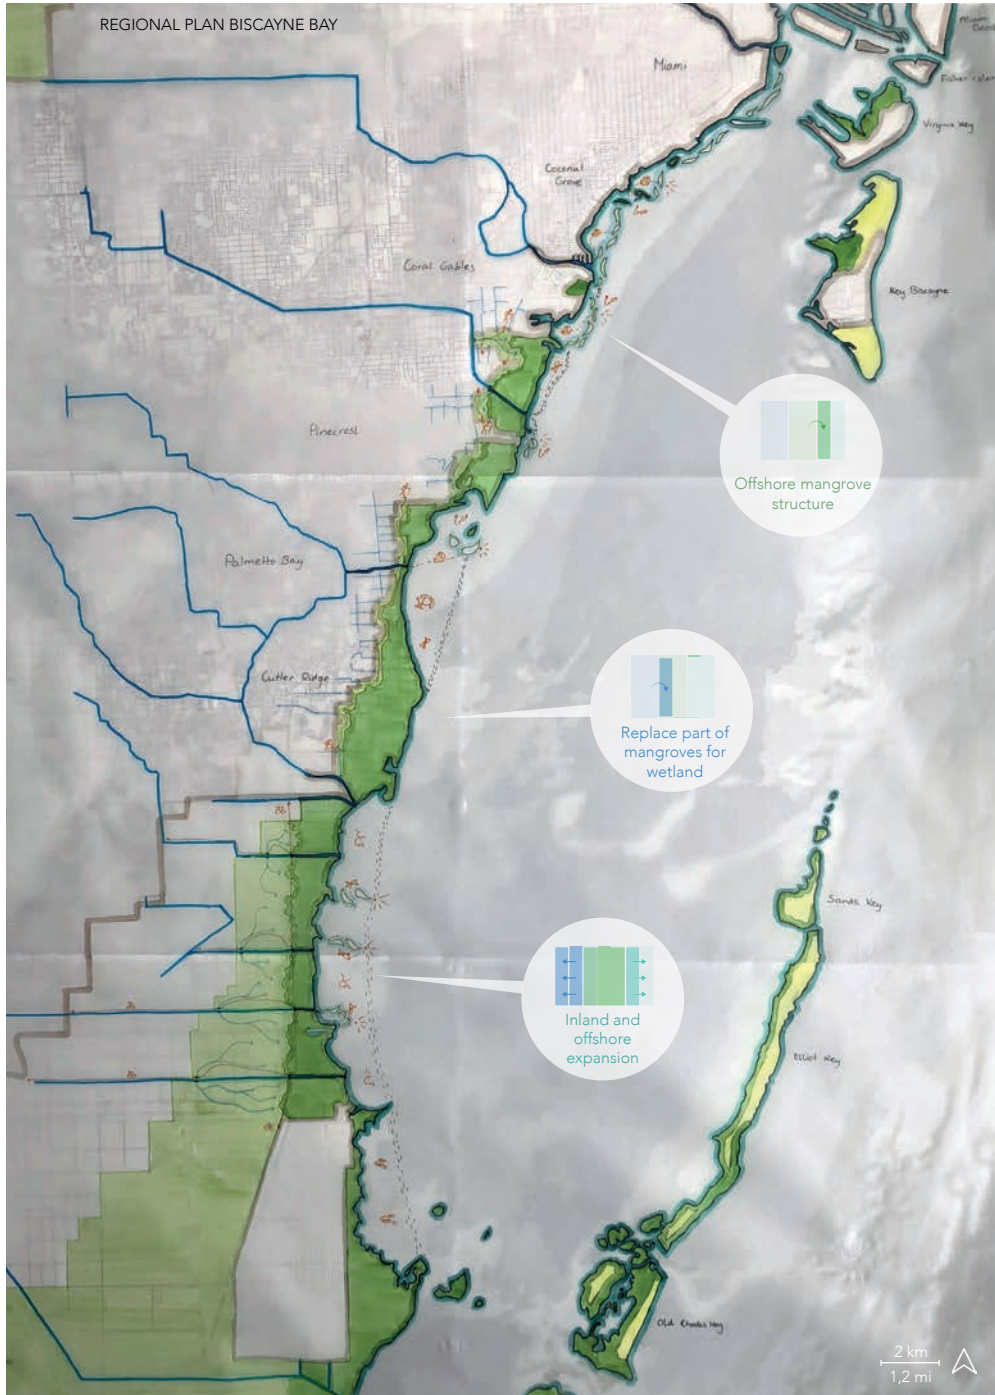 REGIONAL PLAN BISCAYNE BAY
Miami
Fisher Island
Virginia Key
Coconut
Grove
Coral Gables
Key Biscayne
Pinecrest
Offshore mangrove
structure
Palmetto Bay
Cutler Ridge
Replace part of
mangroves for
wetland
Sands Key
Inland and
offshore
expansion
Elliot Key
Old Rhodes Key
2 km
1,2 mi